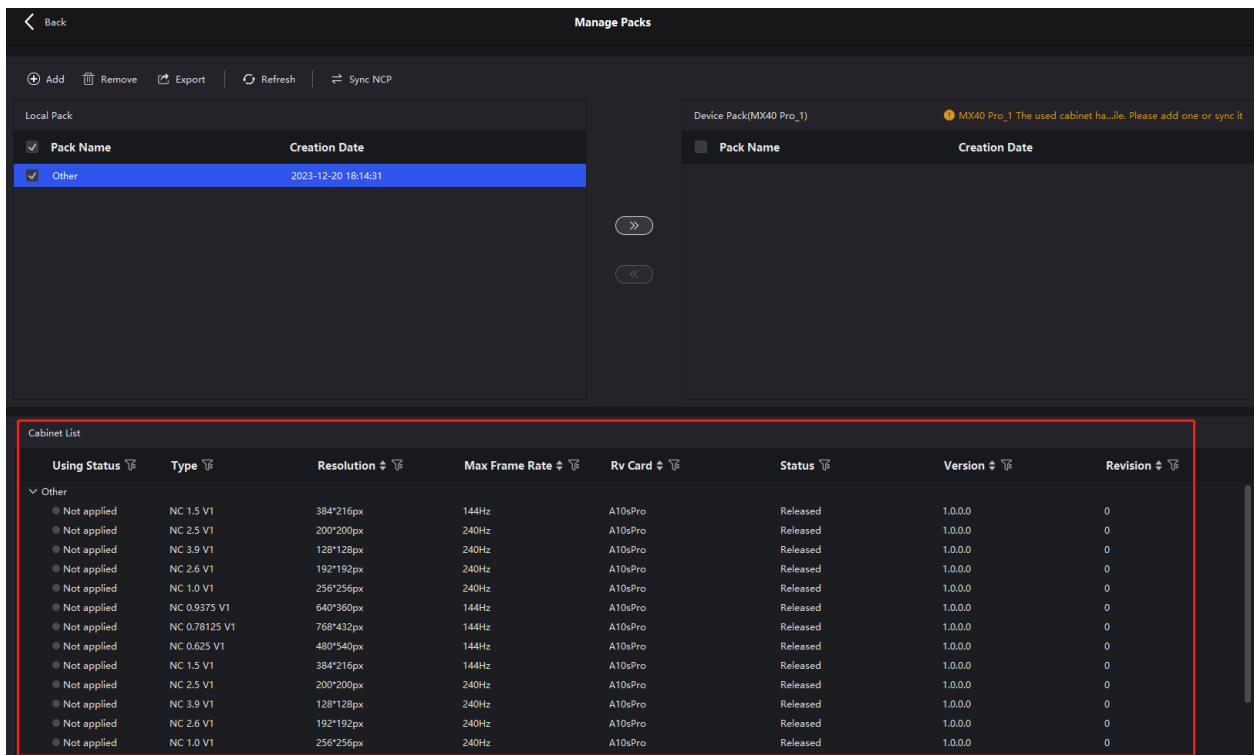 Back Manage Packs
Add Remove Export Refresh Sync NCP
Local Pack Device Pack(MX40 Pro_1) MX40 Pro_1 The used cabinet ha...ile. Please add one or sync it
Pack Name Creation Date Pack Name Creation Date
Other 2023-12-20 18:14:31
Cabinet List
Using Status Type Resolution Max Frame Rate Rv Card Status Version Revision
Other
Not applied NC 1.5 V1 384*216px 144Hz A10sPro Released 1.0.0.0 0
Not applied NC 2.5 V1 200*200px 240Hz A10sPro Released 1.0.0.0 0
Not applied NC 3.9 V1 128*128px 240Hz A10sPro Released 1.0.0.0 0
Not applied NC 2.6 V1 192*192px 240Hz A10sPro Released 1.0.0.0 0
Not applied NC 1.0 V1 256*256px 240Hz A10sPro Released 1.0.0.0 0
Not applied NC 0.9375 V1 640*360px 144Hz A10sPro Released 1.0.0.0 0
Not applied NC 0.78125 V1 768*432px 144Hz A10sPro Released 1.0.0.0 0
Not applied NC 0.625 V1 480*540px 144Hz A10sPro Released 1.0.0.0 0
Not applied NC 1.5 V1 384*216px 144Hz A10sPro Released 1.0.0.0 0
Not applied NC 2.5 V1 200*200px 240Hz A10sPro Released 1.0.0.0 0
Not applied NC 3.9 V1 128*128px 240Hz A10sPro Released 1.0.0.0 0
Not applied NC 2.6 V1 192*192px 240Hz A10sPro Released 1.0.0.0 0
Not applied NC 1.0 V1 256*256px 240Hz A10sPro Released 1.0.0.0 0